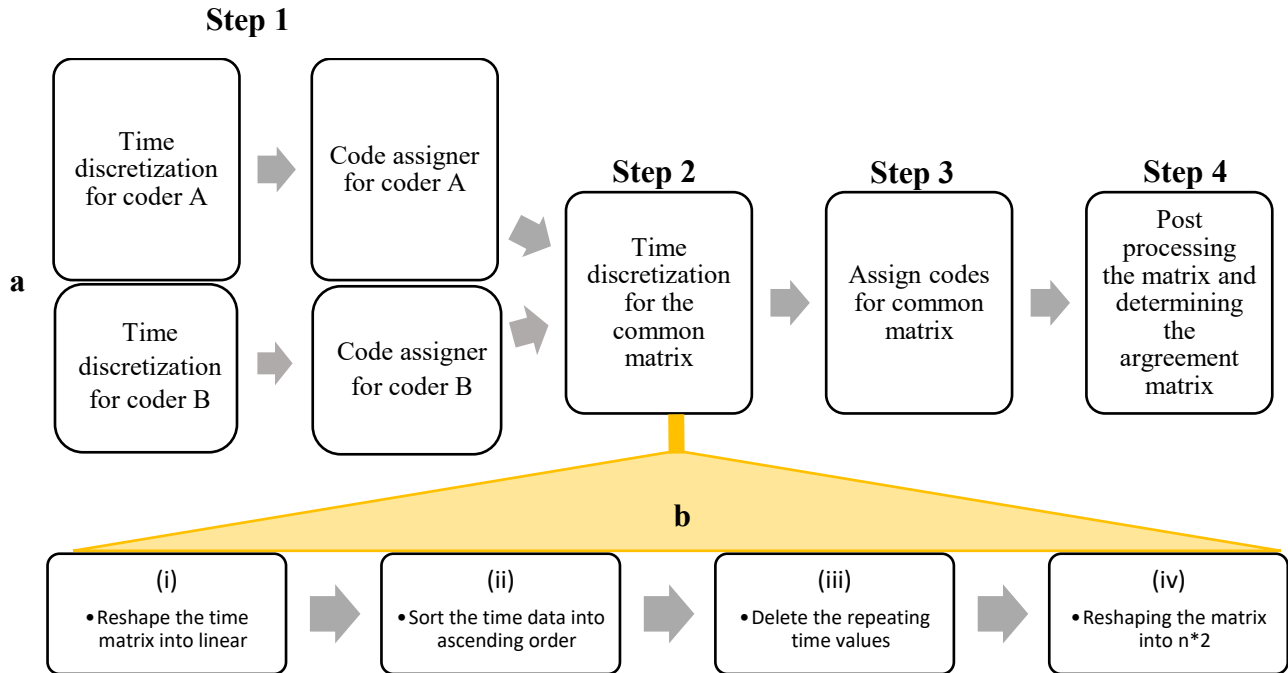 Step 1
Time
discretization
for coder A
Code assigner
for coder A
a
Time
discretization
for coder B
Code assigner
for coder B
Step 2
Time
discretization
for the
common
matrix
Step 3
Assign codes
for common
matrix
Step 4
Post
processing
the matrix and
determining
the
argreement
matrix
b
(i)
•Reshape the time
matrix into linear
(ii)
•Sort the time data into
ascending order
(iii)
•Delete the repeating
time values
(iv)
•Reshaping the matrix
into n*2